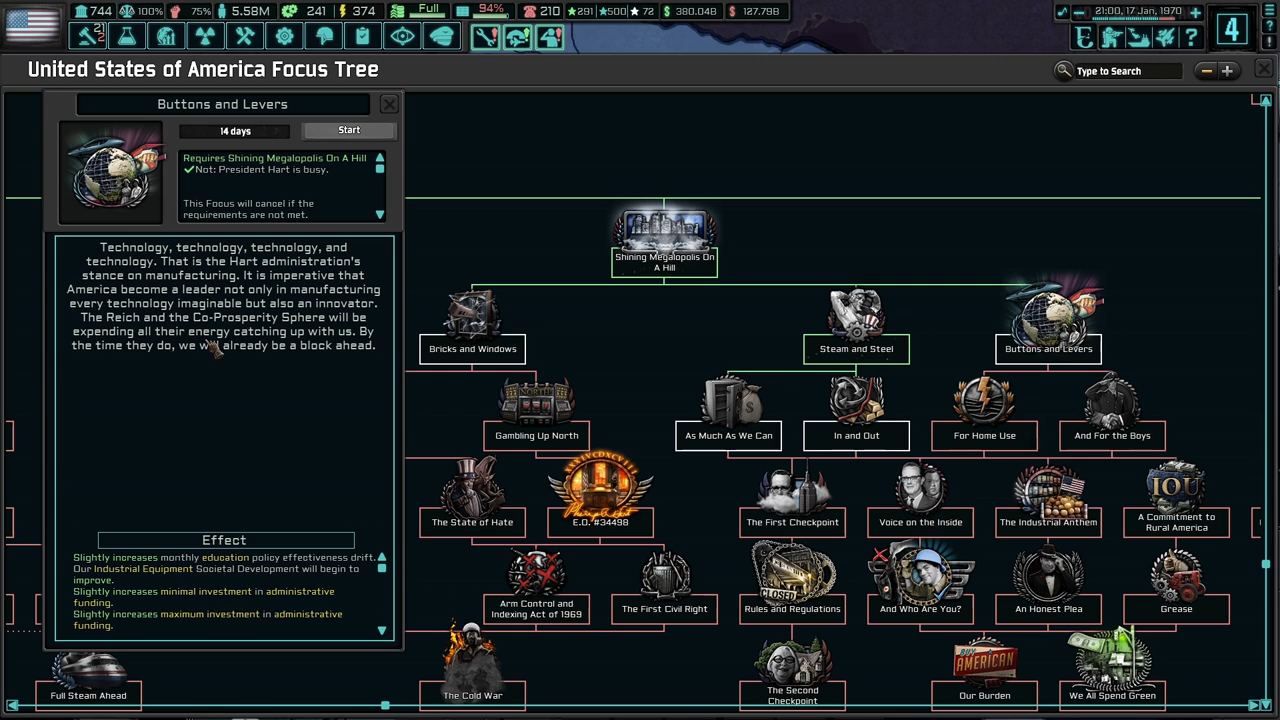 744
100%
75%
5.58M
241
374
Full
94%
210
291
500
72
380.04B
127.79B
21:00, 17 Jan, 1970
4
United States of America Focus Tree
Type to Search
Buttons and Levers
14 days
Start
Requires Shining Megalopolis On A Hill
Not: President Hart is busy.
This Focus will cancel if the
requirements are not met.
Technology, technology, technology, and
technology. That is the Hart administration's
stance on manufacturing. It is imperative that
America become a leader not only in manufacturing
every technology imaginable but also an innovator.
The Reich and the Co-Prosperity Sphere will be
expending all their energy catching up with us. By
the time they do, we will already be a block ahead.
Effect
Slightly increases monthly education policy effectiveness drift.
Our Industrial Equipment Societal Development will begin to
improve.
Slightly increases minimal investment in administrative
funding.
Slightly increases maximum investment in administrative
funding.
Shining Megalopolis On
A Hill
Bricks and Windows
Steam and Steel
Buttons and Levers
Gambling Up North
As Much As We Can
In and Out
For Home Use
And For the Boys
The State of Hate
E.O. #34498
The First Checkpoint
Voice on the Inside
The Industrial Anthem
IOU
A Commitment to
Rural America
Arm Control and
Indexing Act of 1969
The First Civil Right
CLOSED
Rules and Regulations
And Who Are You?
An Honest Plea
Grease
Full Steam Ahead
The Cold War
The Second
Checkpoint
BUY
AMERICAN
Our Burden
We All Spend Green